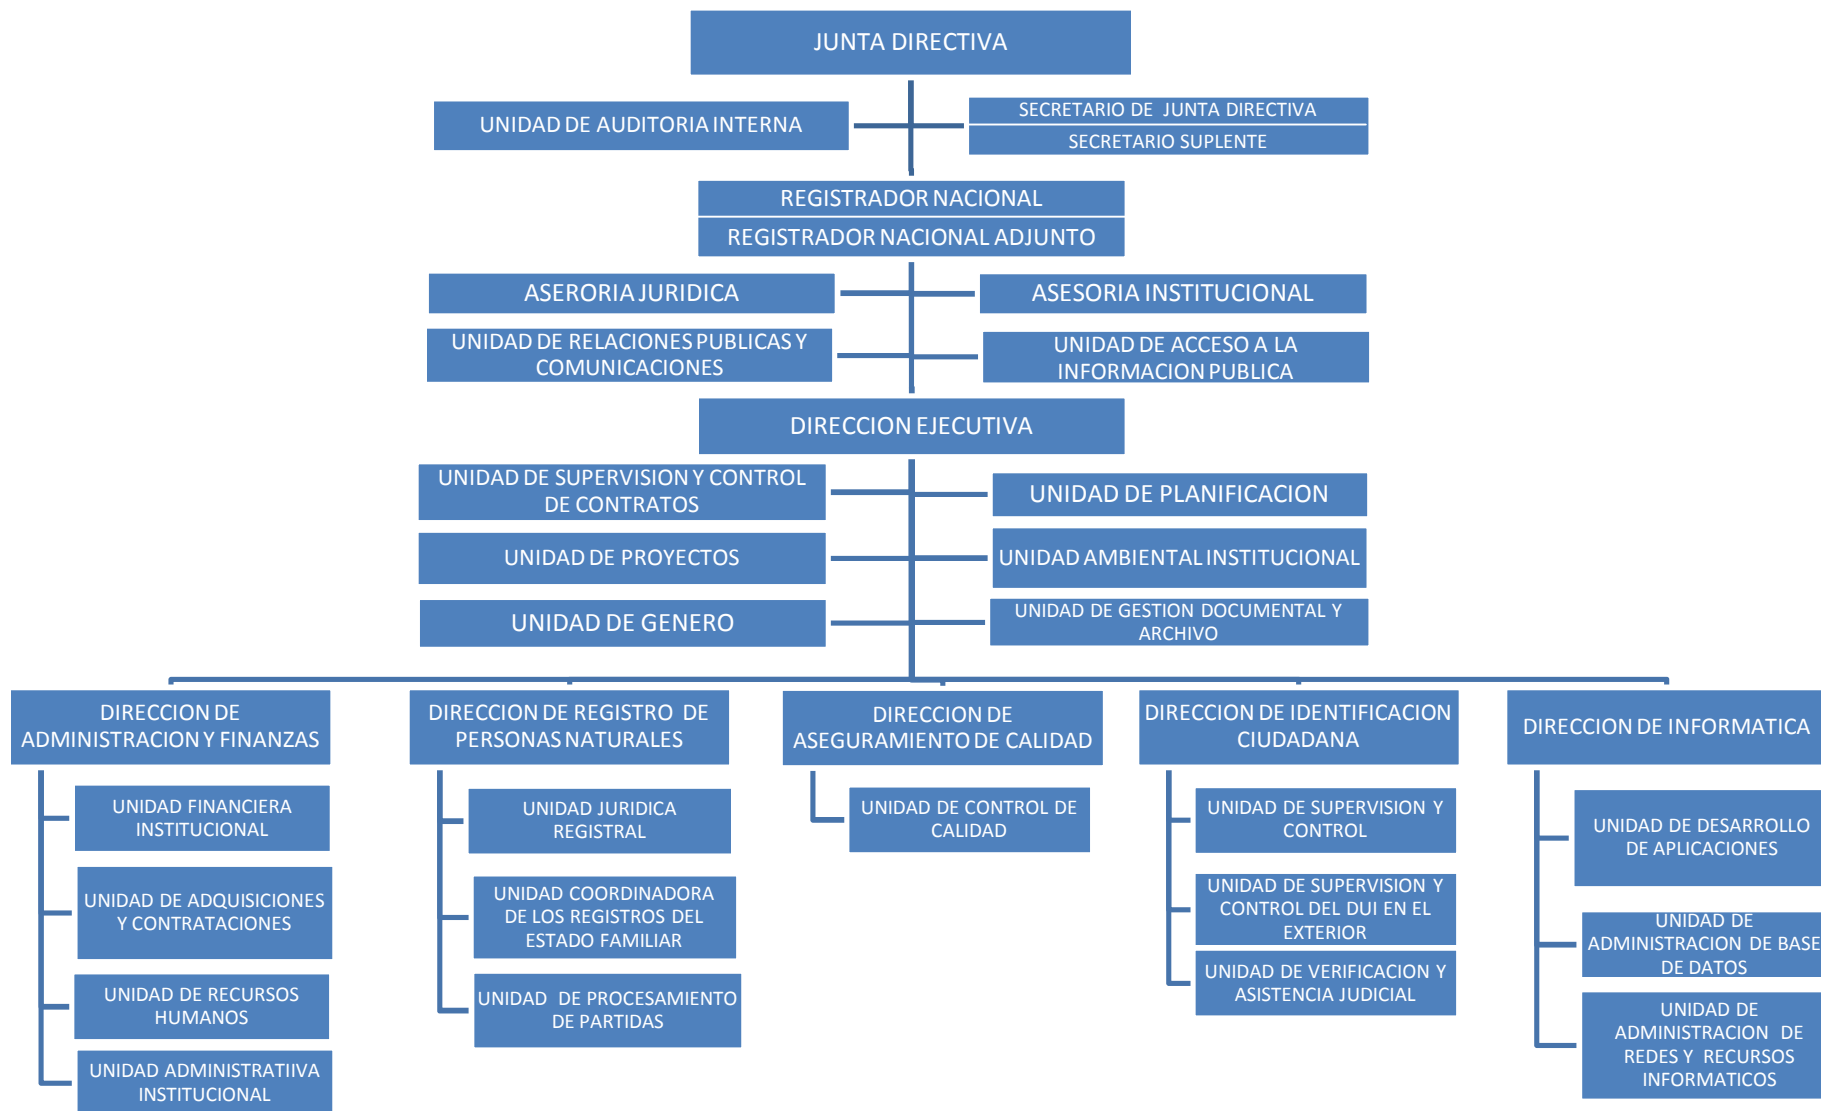 JUNTA DIRECTIVA
UNIDAD DE AUDITORIA INTERNA
SECRETARIO DE JUNTA DIRECTIVA
SECRETARIO SUPLENTE
REGISTRADOR NACIONAL
REGISTRADOR NACIONAL ADJUNTO
ASERORIA JURIDICA
ASESORIA INSTITUCIONAL
UNIDAD DE RELACIONES PUBLICAS Y
COMUNICACIONES
UNIDAD DE ACCESO A LA
INFORMACION PUBLICA
DIRECCION EJECUTIVA
UNIDAD DE SUPERVISION Y CONTROL
DE CONTRATOS
UNIDAD DE PLANIFICACION
UNIDAD DE PROYECTOS
UNIDAD AMBIENTAL INSTITUCIONAL
UNIDAD DE GENERO
UNIDAD DE GESTION DOCUMENTAL Y
ARCHIVO
DIRECCION DE
ADMINISTRACION Y FINANZAS
UNIDAD FINANCIERA
INSTITUCIONAL
UNIDAD DE ADQUISICIONES
Y CONTRATACIONES
UNIDAD DE RECURSOS
HUMANOS
UNIDAD ADMINISTRATIIVA
INSTITUCIONAL
DIRECCION DE REGISTRO DE
PERSONAS NATURALES
UNIDAD JURIDICA
REGISTRAL
UNIDAD COORDINADORA
DE LOS REGISTROS DEL
ESTADO FAMILIAR
UNIDAD DE PROCESAMIENTO
DE PARTIDAS
DIRECCION DE
ASEGURAMIENTO DE CALIDAD
UNIDAD DE CONTROL DE
CALIDAD
DIRECCION DE IDENTIFICACION
CIUDADANA
UNIDAD DE SUPERVISION Y
CONTROL
UNIDAD DE SUPERVISION Y
CONTROL DEL DUI EN EL
EXTERIOR
UNIDAD DE VERIFICACION Y
ASISTENCIA JUDICIAL
DIRECCION DE INFORMATICA
UNIDAD DE DESARROLLO
DE APLICACIONES
UNIDAD DE
ADMINISTRACION DE BASE
DE DATOS
UNIDAD DE
ADMINISTRACION DE
REDES Y RECURSOS
INFORMATICOS